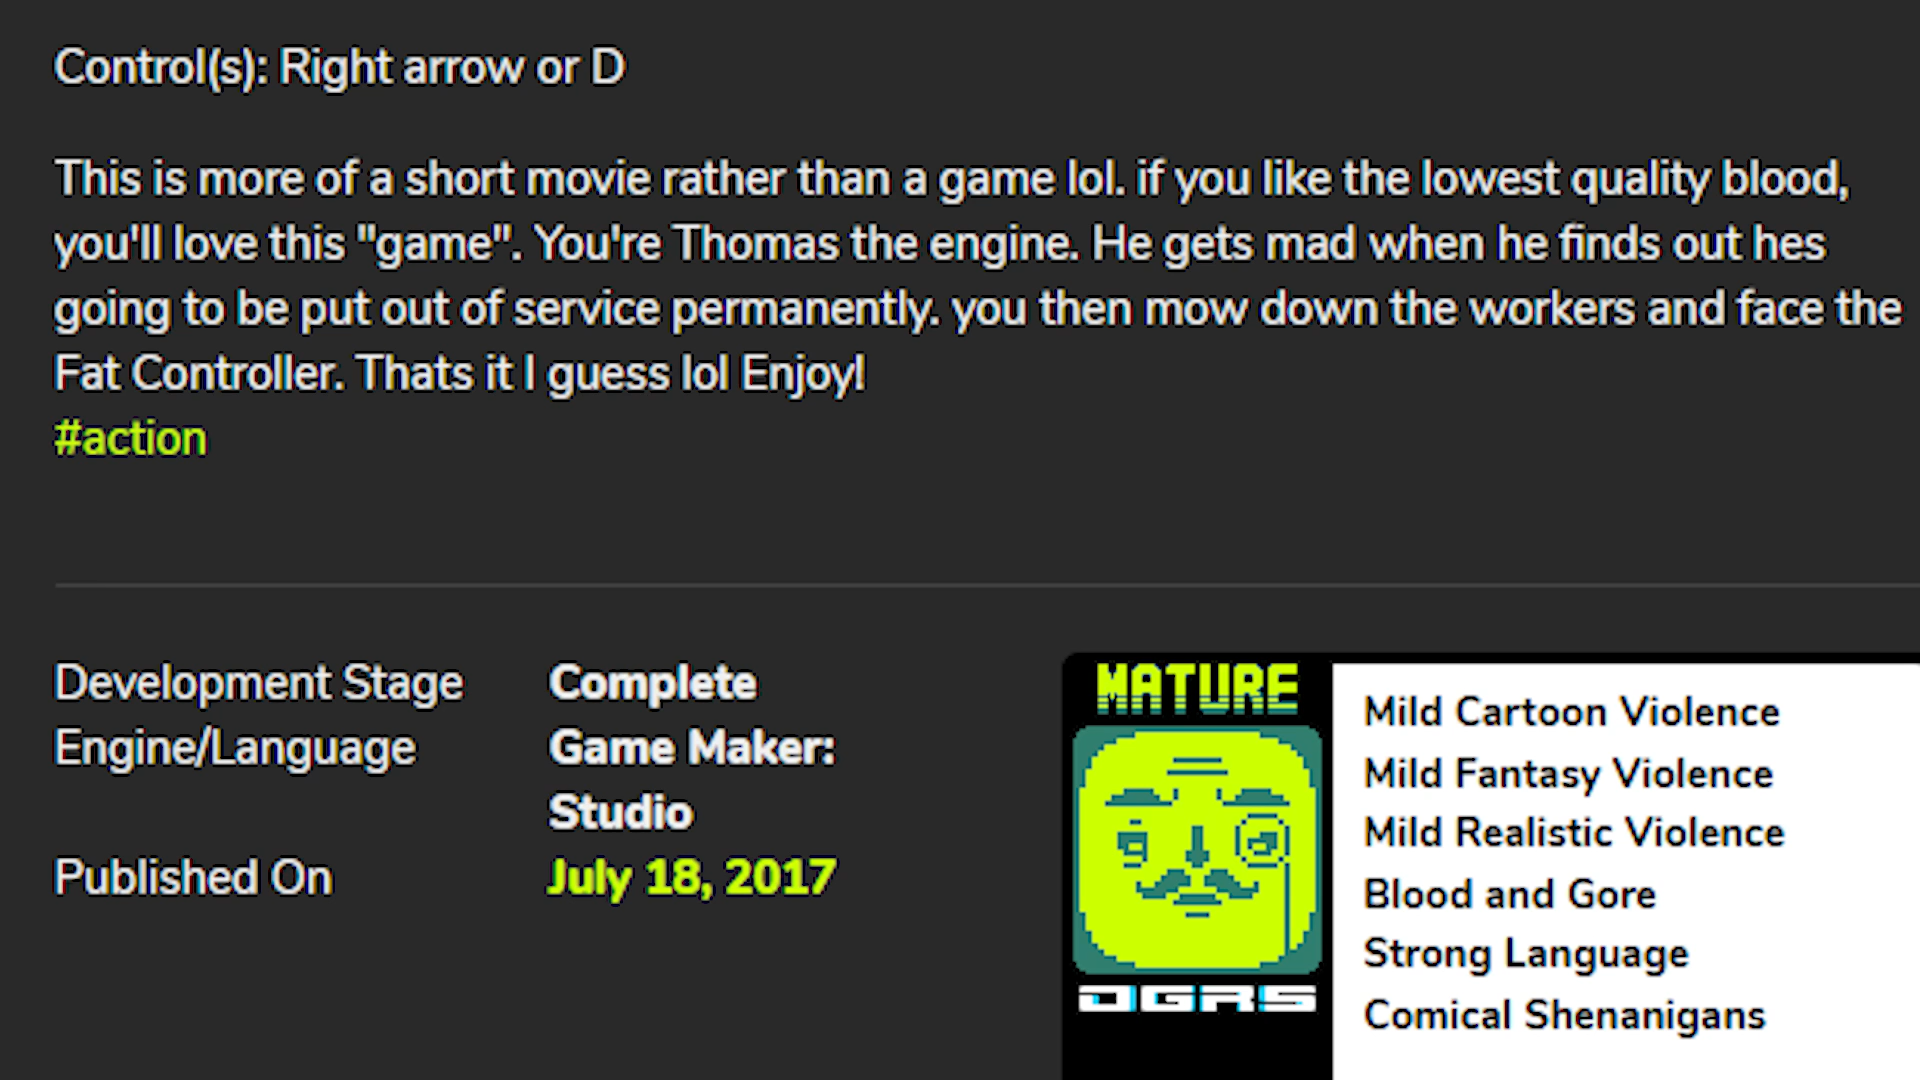 Control(s): Right arrow or D
This is more of a short movie rather than a game lol. if you like the lowest quality blood,
you'll love this "game". You're Thomas the engine. He gets mad when he finds out hes
going to be put out of service permanently. you then mow down the workers and face the
Fat Controller. Thats it I guess lol Enjoy!
#action
Development Stage Complete
Engine/Language Game Maker:
Studio
Published On July 18, 2017
MATURE
JGRS
Mild Cartoon Violence
Mild Fantasy Violence
Mild Realistic Violence
Blood and Gore
Strong Language
Comical Shenanigans